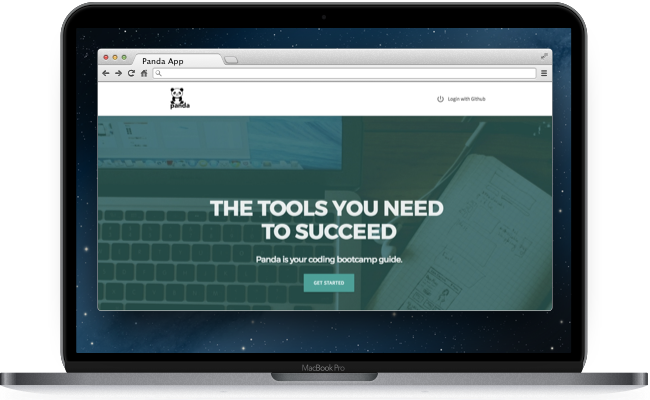 Panda App
panda
Login with Github
THE TOOLS YOU NEED
TO SUCCEED
Panda is your coding bootcamp guide.
GET STARTED
MacBook Pro